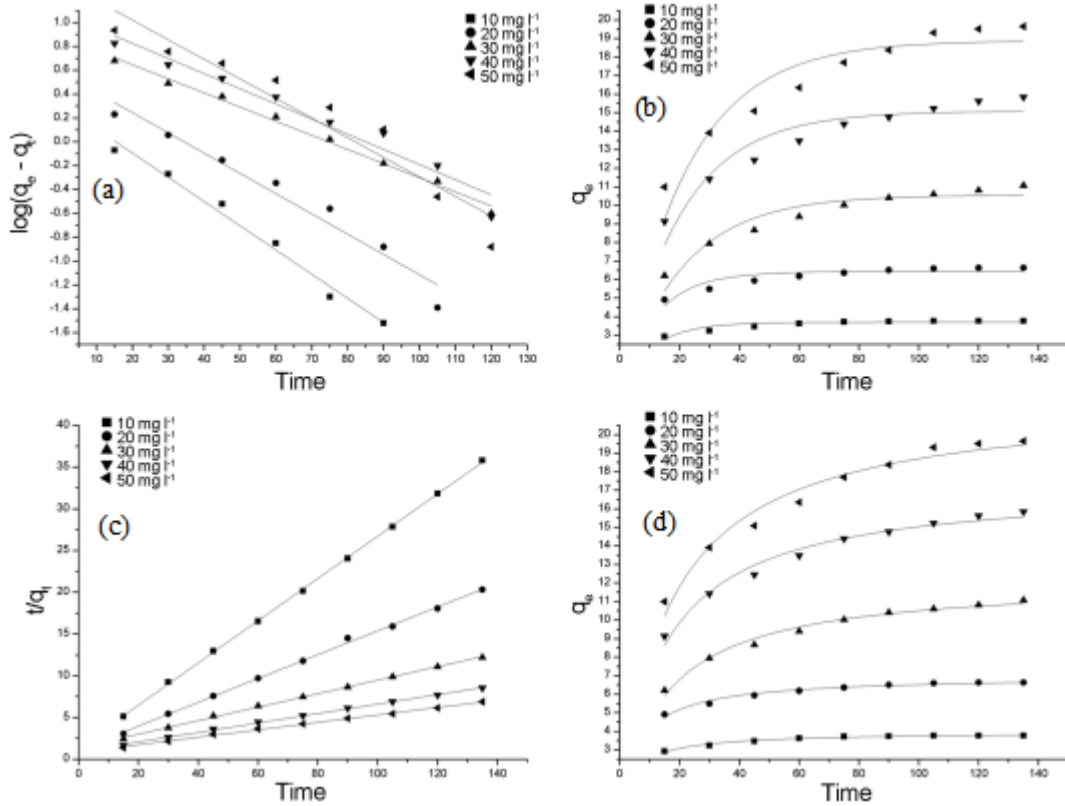 (a)
log(qe - qt)
1.0
0.8
0.6
0.4
0.2
0.0
-0.2
-0.4
-0.6
-0.8
-1.0
-1.2
-1.4
-1.6
10 20 30 40 50 60 70 80 90 100 110 120 130
Time
10 mg l-1
20 mg l-1
30 mg l-1
40 mg l-1
50 mg l-1
(b)
qe
20
19
18
17
16
15
14
13
12
11
10
9
8
7
6
5
4
3
20 40 60 80 100 120 140
Time
10 mg l-1
20 mg l-1
30 mg l-1
40 mg l-1
50 mg l-1
(c)
t/qt
40
35
30
25
20
15
10
5
0
0 20 40 60 80 100 120 140
Time
10 mg l-1
20 mg l-1
30 mg l-1
40 mg l-1
50 mg l-1
(d)
qe
20
19
18
17
16
15
14
13
12
11
10
9
8
7
6
5
4
3
20 40 60 80 100 120 140
Time
10 mg l-1
20 mg l-1
30 mg l-1
40 mg l-1
50 mg l-1